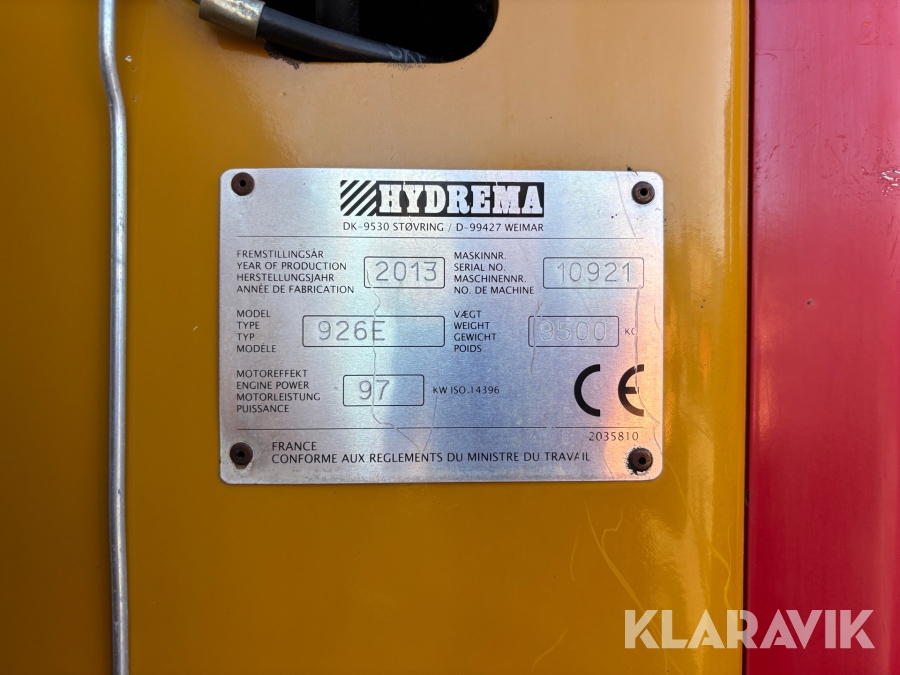 HYDREMA
DK-9530 STØVRING / D-99427 WEIMAR
FREMSTILLINGSÅR
YEAR OF PRODUCTION
HERSTELLUNGSJAHR
ANNÉE DE FABRICATION
2013
MASKINNR.
SERIAL NO.
MASCHINENNR.
NO. DE MACHINE
10921
MODEL
TYPE
TYP
MODÈLE
926E
VÆGT
WEIGHT
GEWICHT
POIDS
9500 KG
MOTOREFFEKT
ENGINE POWER
MOTORLEISTUNG
PUISSANCE
97 KW ISO.14396
CE
2035810
FRANCE
CONFORME AUX REGLEMENTS DU MINISTRE DU TRAVAIL
KLARAVIK